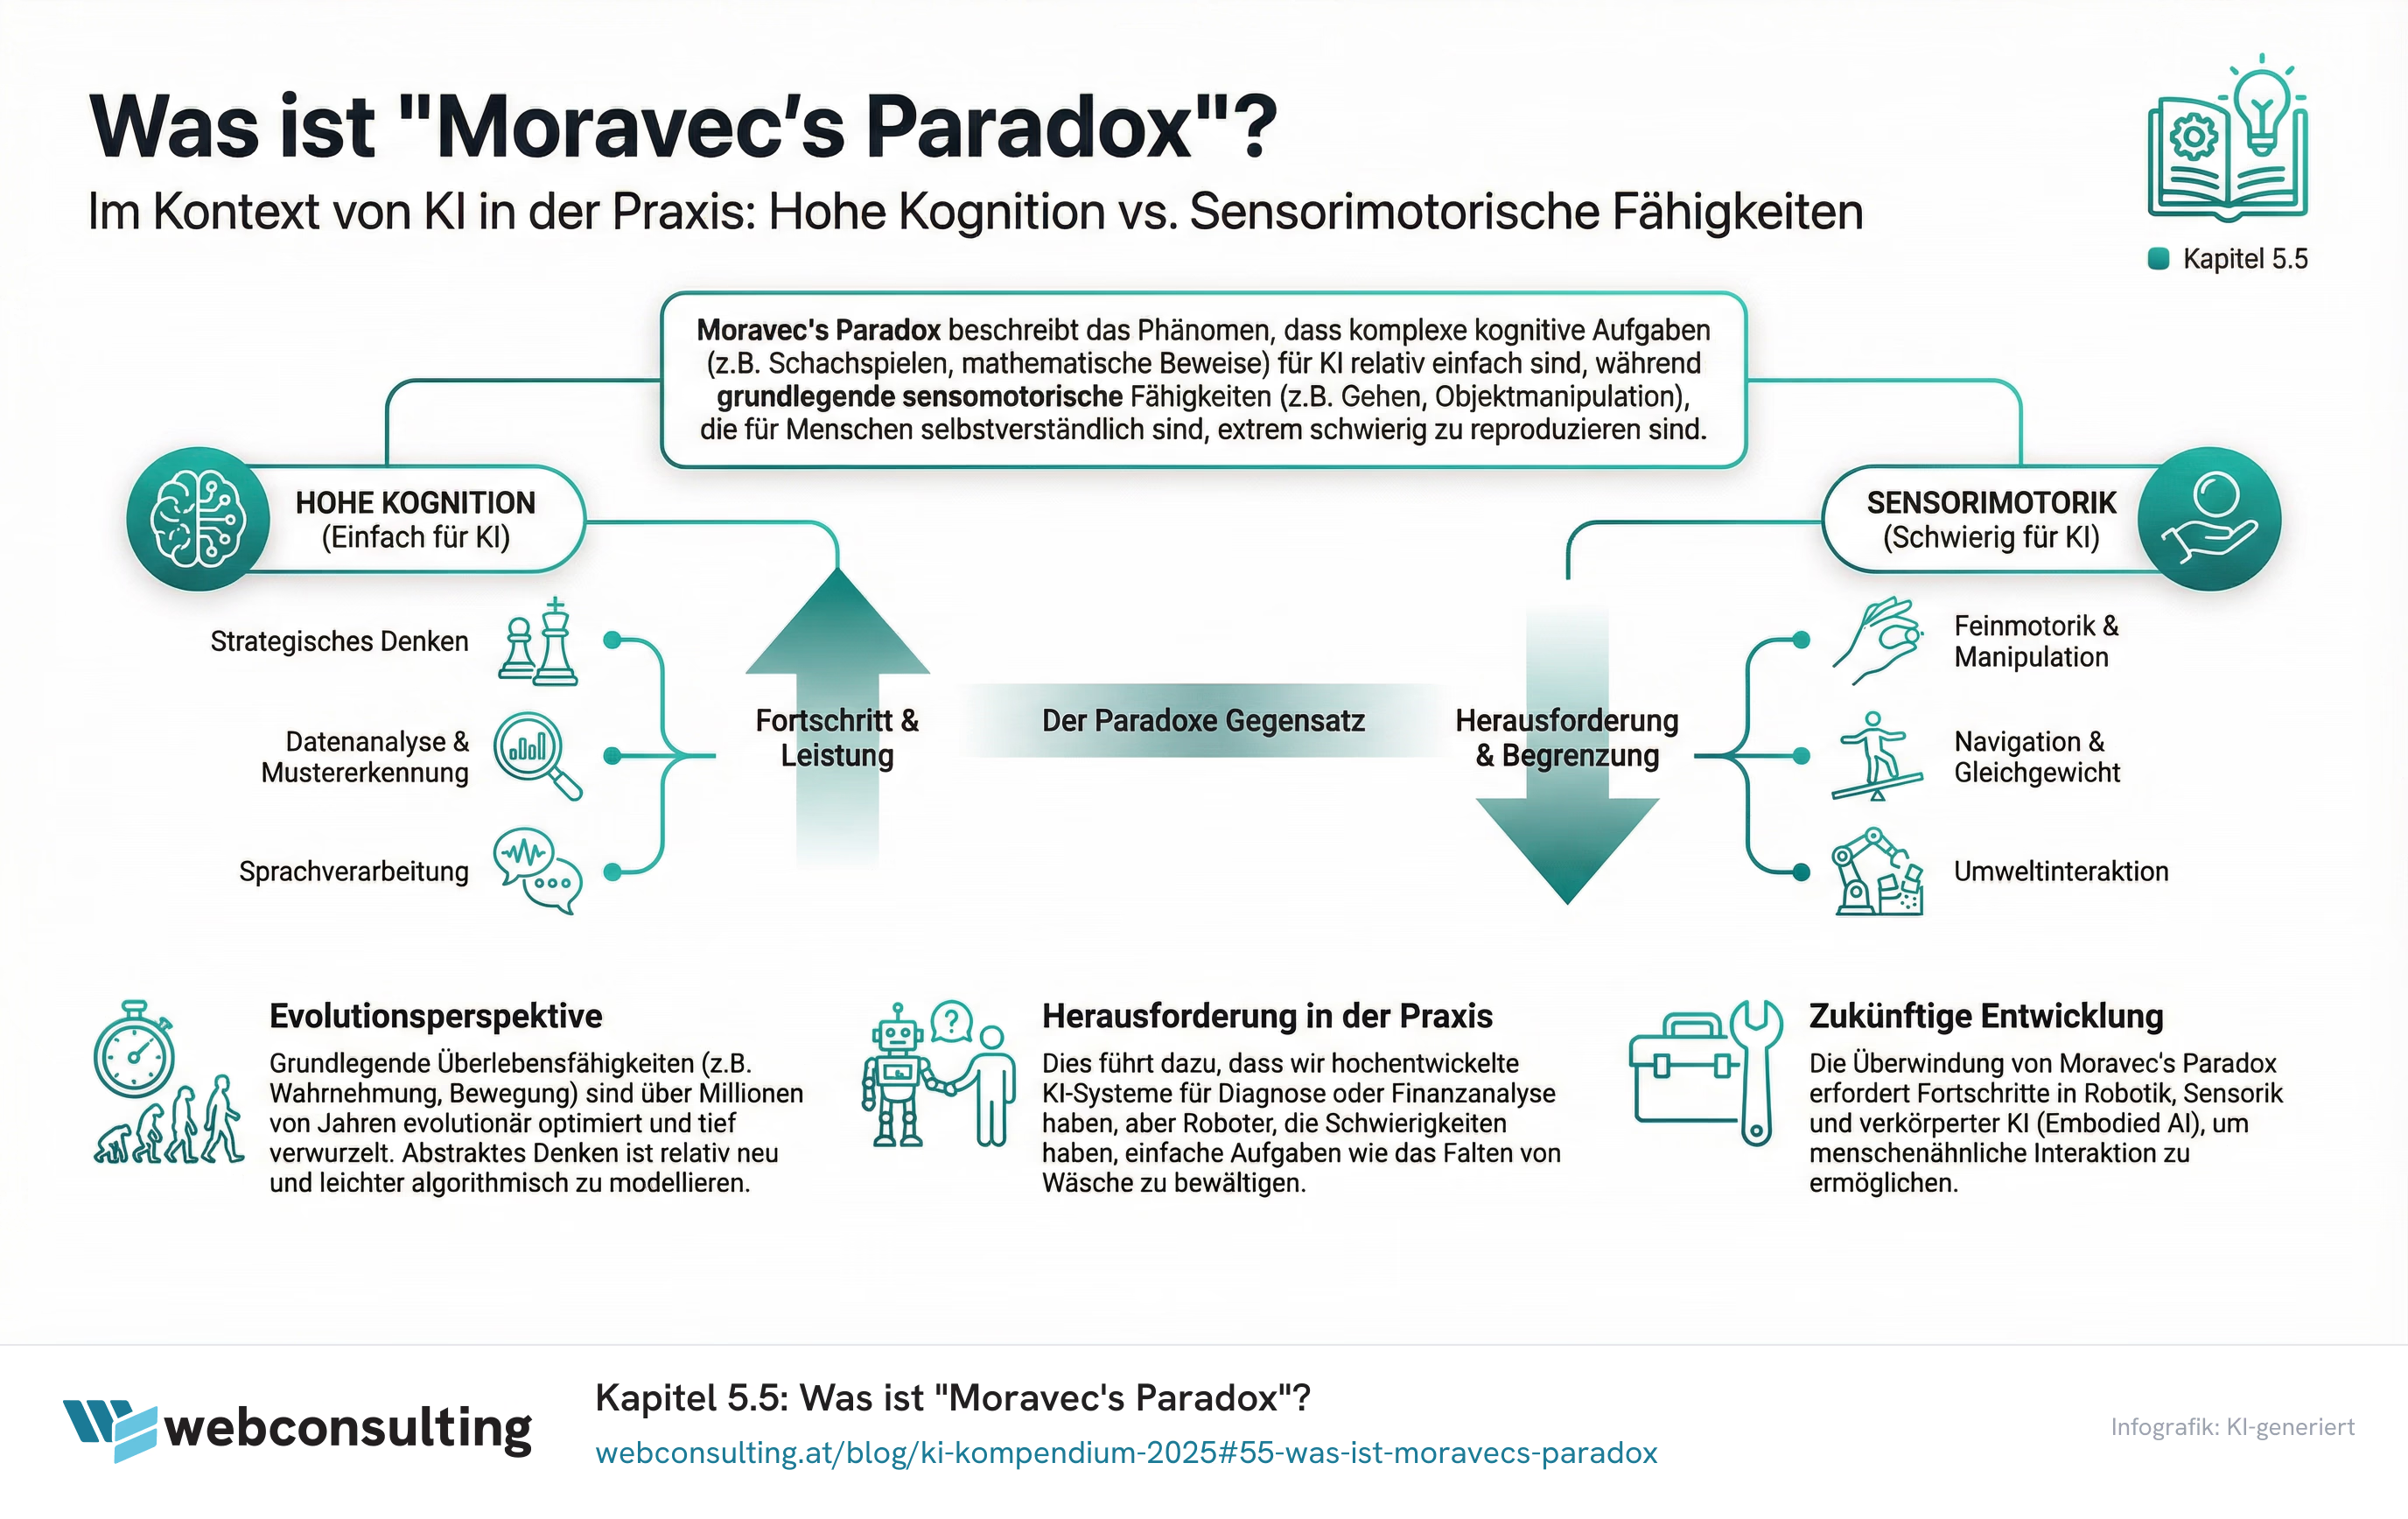 Was ist "Moravec’s Paradox"?
Im Kontext von KI in der Praxis: Hohe Kognition vs. Sensorimotorische Fähigkeiten
Kapitel 5.5
Moravec's Paradox beschreibt das Phänomen, dass komplexe kognitive Aufgaben
(z.B. Schachspielen, mathematische Beweise) für KI relativ einfach sind, während
grundlegende sensomotorische Fähigkeiten (z.B. Gehen, Objektmanipulation),
die für Menschen selbstverständlich sind, extrem schwierig zu reproduzieren sind.
HOHE KOGNITION
(Einfach für KI)
Strategisches Denken
Datenanalyse &
Mustererkennung
Sprachverarbeitung
Fortschritt &
Leistung
Der Paradoxe Gegensatz
Herausforderung
& Begrenzung
SENSORIMOTORIK
(Schwierig für KI)
Feinmotorik &
Manipulation
Navigation &
Gleichgewicht
Umweltinteraktion
Evolutionsperspektive
Grundlegende Überlebensfähigkeiten (z.B.
Wahrnehmung, Bewegung) sind über Millionen
von Jahren evolutionär optimiert und tief
verwurzelt. Abstraktes Denken ist relativ neu
und leichter algorithmisch zu modellieren.
?
Herausforderung in der Praxis
Dies führt dazu, dass wir hochentwickelte
KI-Systeme für Diagnose oder Finanzanalyse
haben, aber Roboter, die Schwierigkeiten
haben, einfache Aufgaben wie das Falten von
Wäsche zu bewältigen.
Zukünftige Entwicklung
Die Überwindung von Moravec's Paradox
erfordert Fortschritte in Robotik, Sensorik
und verkörperter KI (Embodied AI), um
menschenähnliche Interaktion zu
ermöglichen.
webconsulting
Kapitel 5.5: Was ist "Moravec's Paradox"?
webconsulting.at/blog/ki-kompendium-2025#55-was-ist-moravecs-paradox
Infografik: KI-generiert